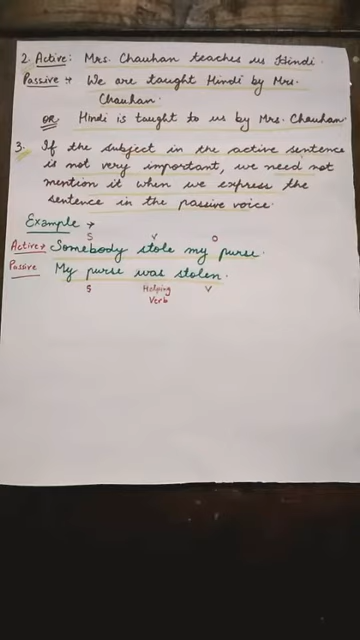 2. Active: Mrs. Chauhan teaches us Hindi.
Passive :- We are taught Hindi by Mrs.
Chauhan.
OR Hindi is taught to us by Mrs. Chauhan
3. If the subject in the active sentence
is not very important, we need not
mention it when we express the
sentence in the passive voice.
Example →
S V O
Active → Somebody stole my purse.
Passive My purse was stolen.
S Helping V
Verb